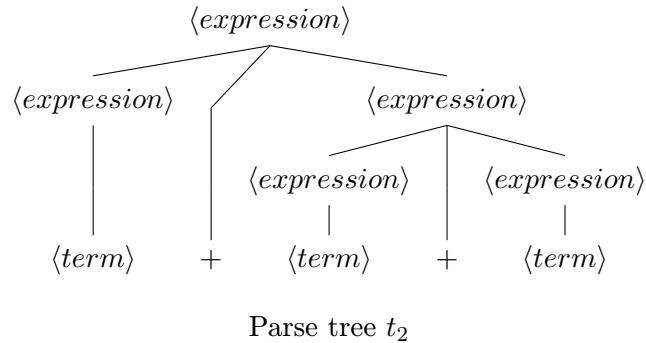 ⟨expression⟩
⟨expression⟩ ⟨expression⟩
⟨expression⟩ ⟨expression⟩
⟨term⟩ + ⟨term⟩ + ⟨term⟩
Parse tree t₂